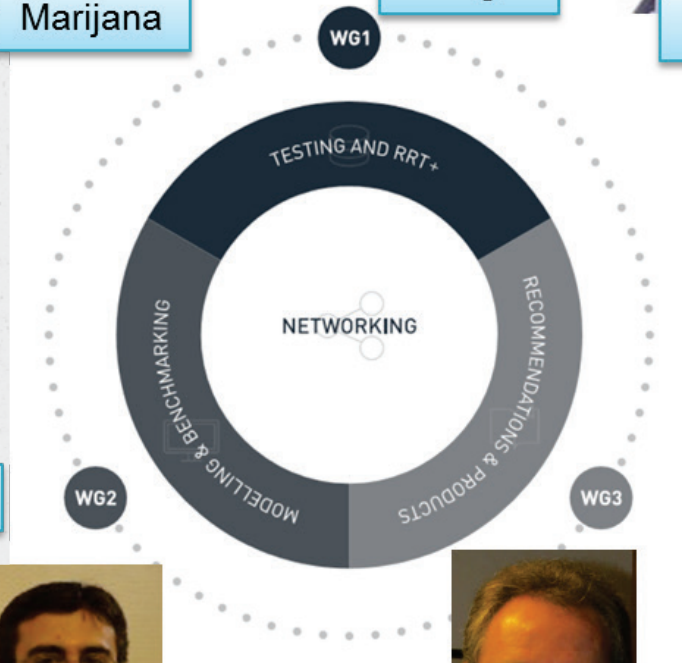 Marijana
WG1
TESTING AND RRT+
NETWORKING
MODELLING & BENCHMARKING
RECOMMENDATIONS & PRODUCTS
WG2
WG3